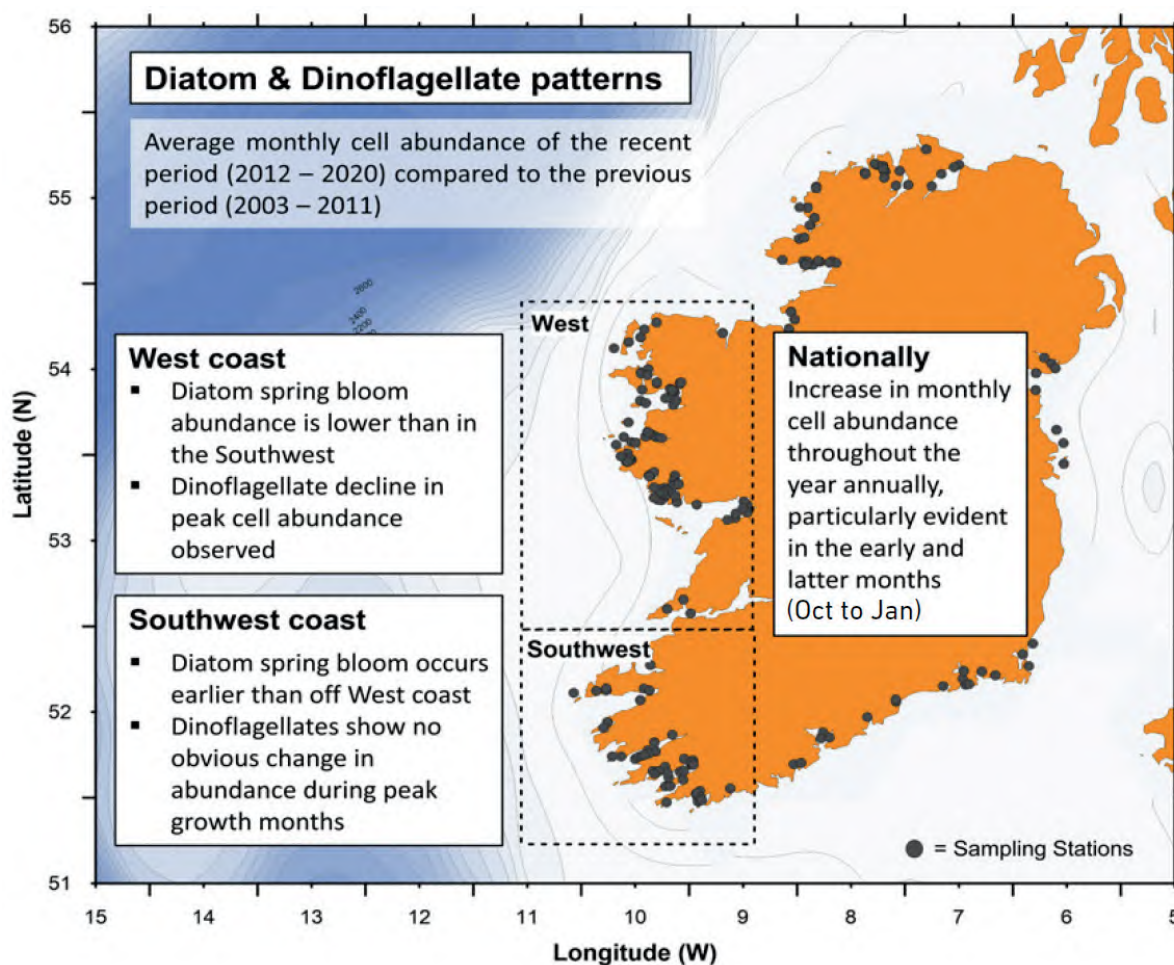 Diatom & Dinoflagellate patterns
Average monthly cell abundance of the recent
period (2012 – 2020) compared to the previous
period (2003 – 2011)
2600
2400
2200
West coast
▪ Diatom spring bloom
abundance is lower than in
the Southwest
▪ Dinoflagellate decline in
peak cell abundance
observed
Southwest coast
▪ Diatom spring bloom occurs
earlier than off West coast
▪ Dinoflagellates show no
obvious change in
abundance during peak
growth months
West
Southwest
Nationally
Increase in monthly
cell abundance
throughout the
year annually,
particularly evident
in the early and
latter months
(Oct to Jan)
= Sampling Stations
Latitude (N)
56
55
54
53
52
51
15 14 13 12 11 10 9 8 7 6 5
Longitude (W)